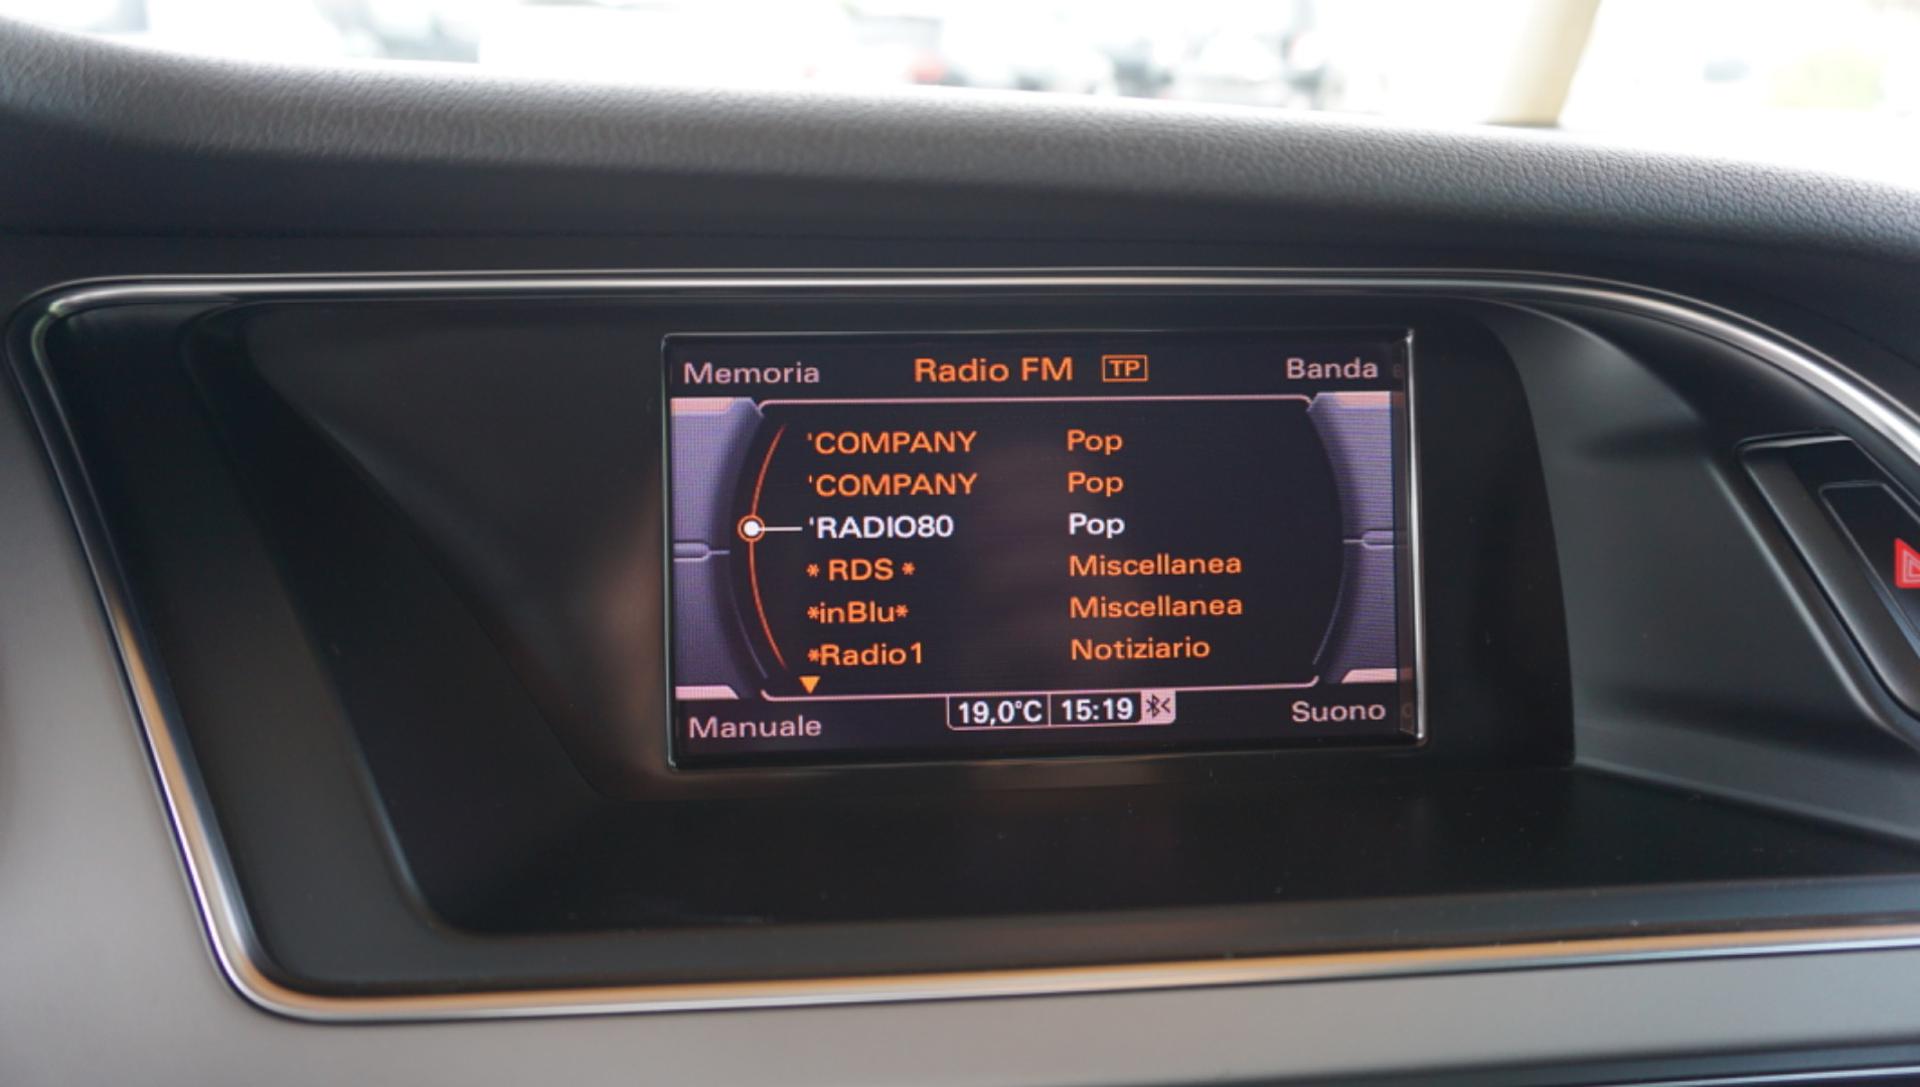 Memoria Radio FM TP Banda
'COMPANY Pop
'COMPANY Pop
'RADIO80 Pop
* RDS * Miscellanea
*inBlu* Miscellanea
*Radio1 Notiziario
19,0°C 15:19
Manuale Suono